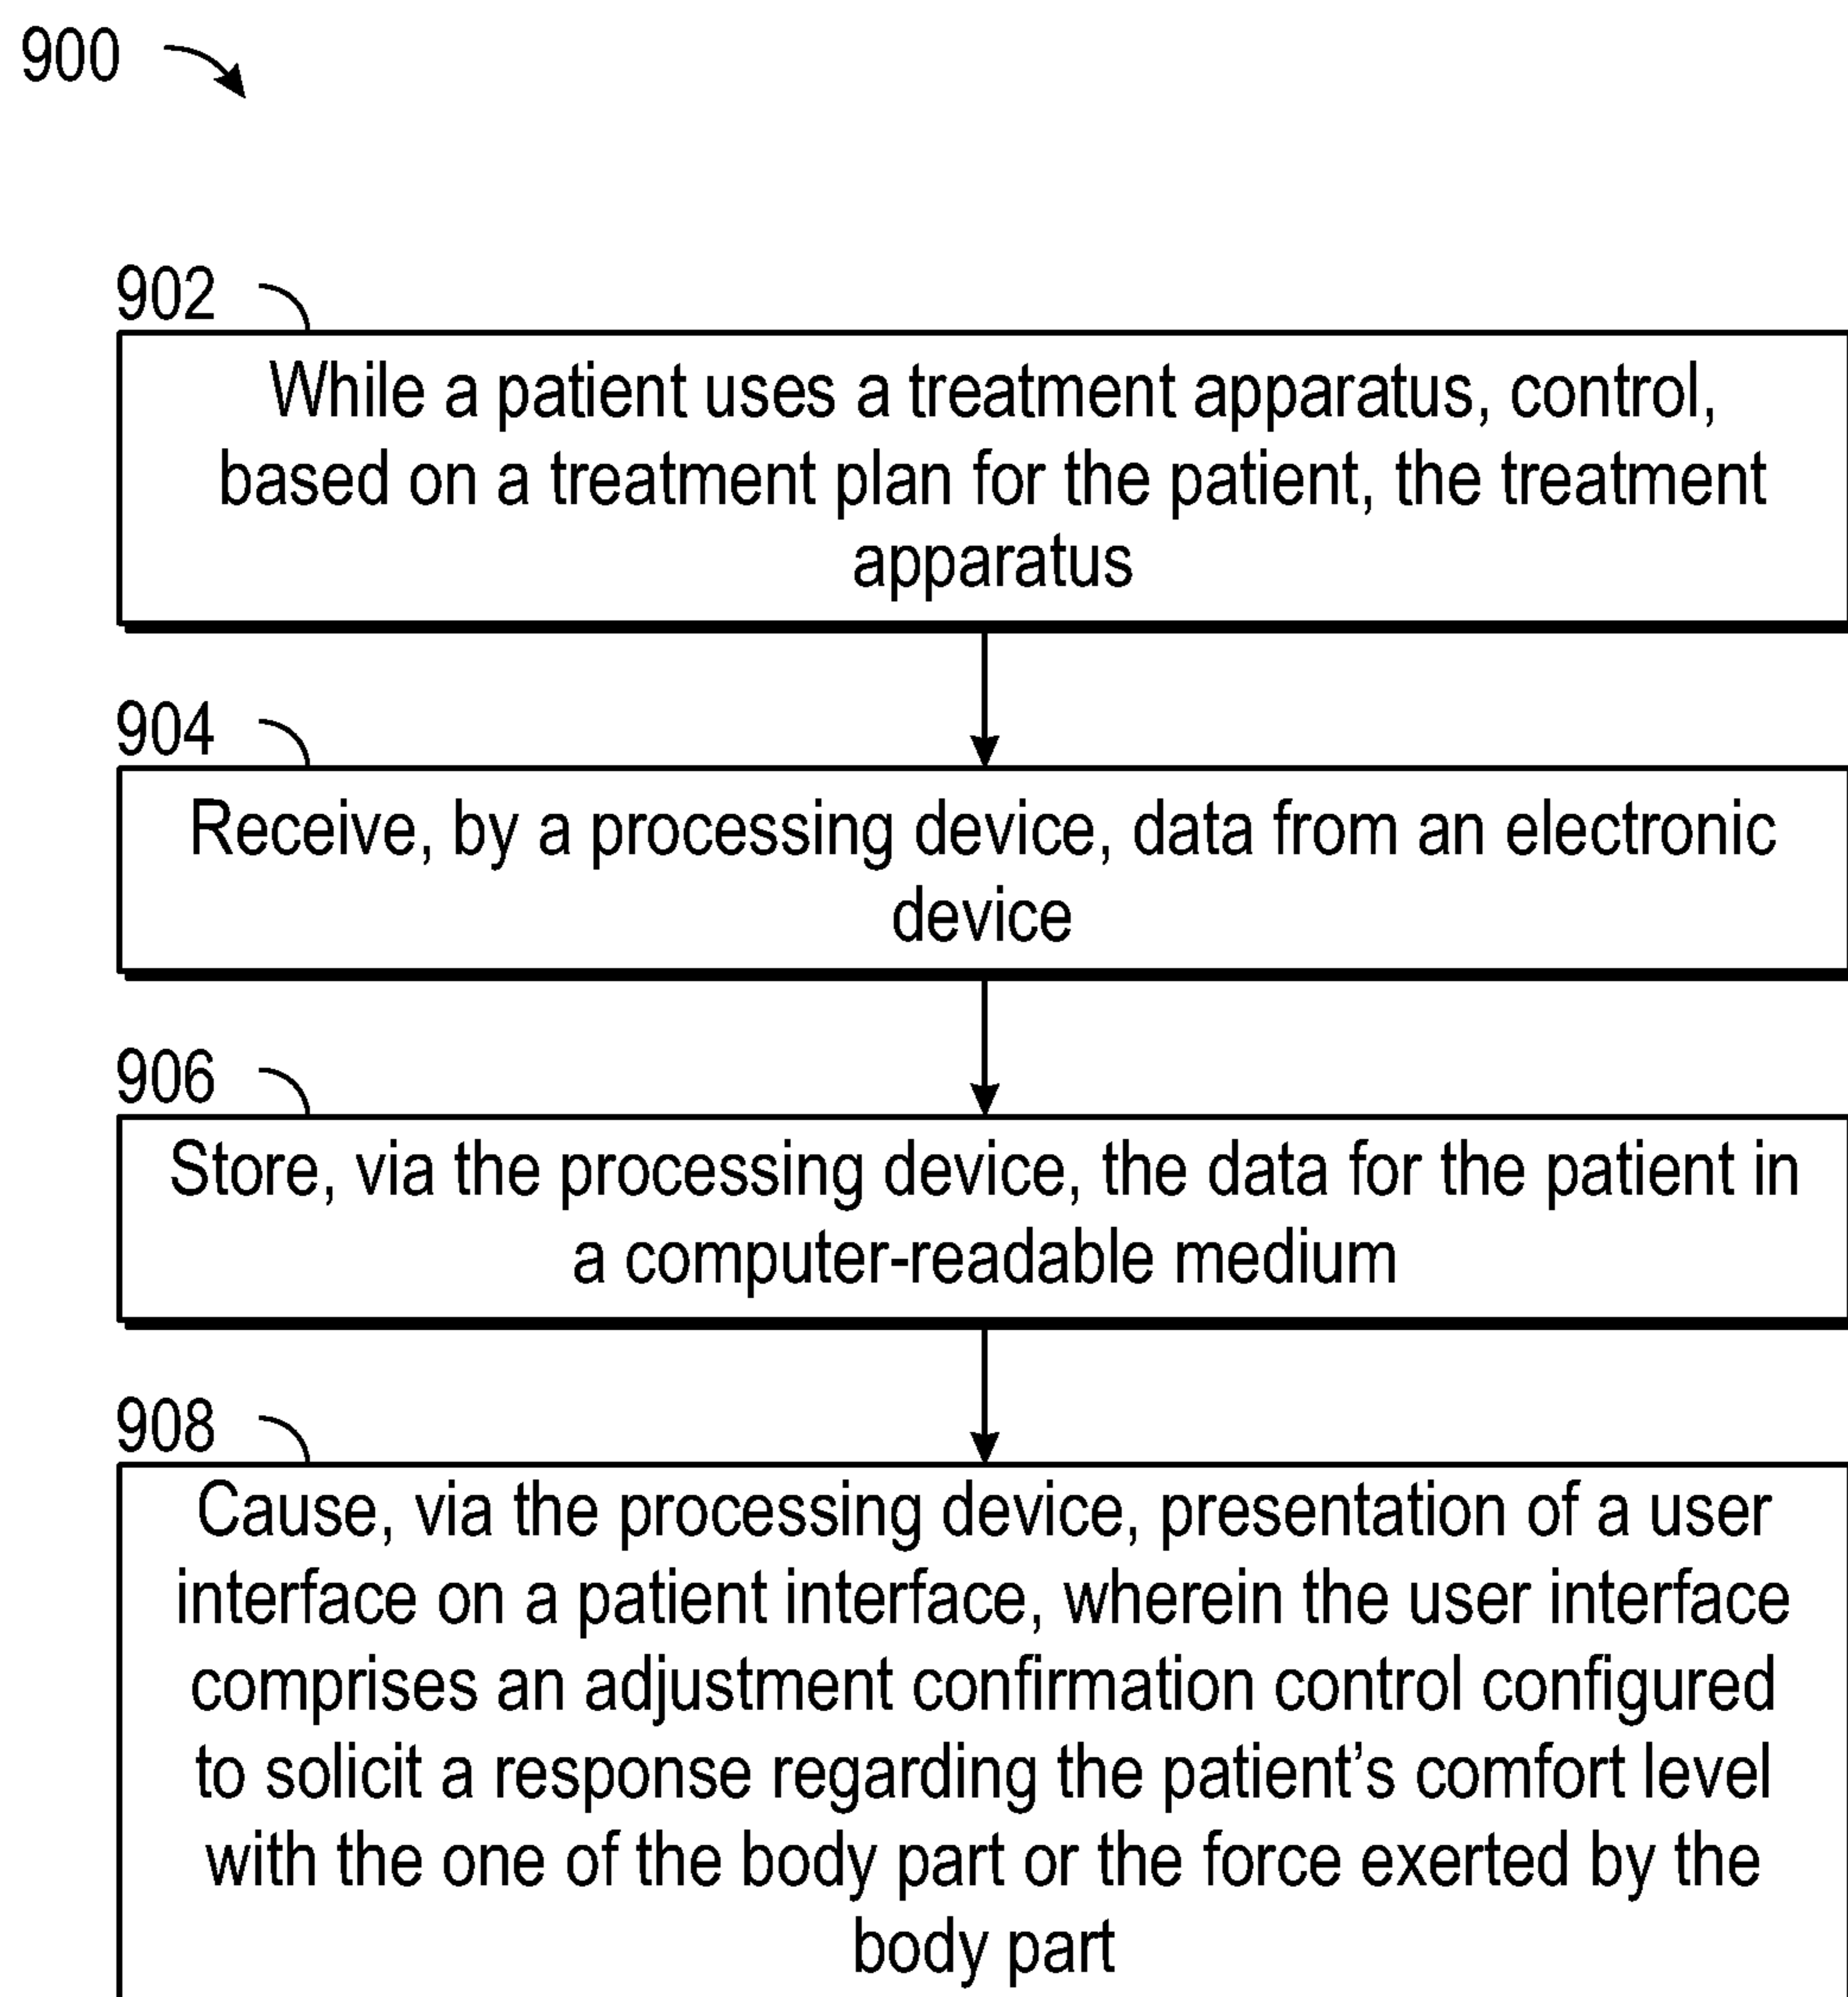 900
902
While a patient uses a treatment apparatus, control,
based on a treatment plan for the patient, the treatment
apparatus
904
Receive, by a processing device, data from an electronic
device
906
Store, via the processing device, the data for the patient in
a computer-readable medium
908
Cause, via the processing device, presentation of a user
interface on a patient interface, wherein the user interface
comprises an adjustment confirmation control configured
to solicit a response regarding the patient’s comfort level
with the one of the body part or the force exerted by the
body part